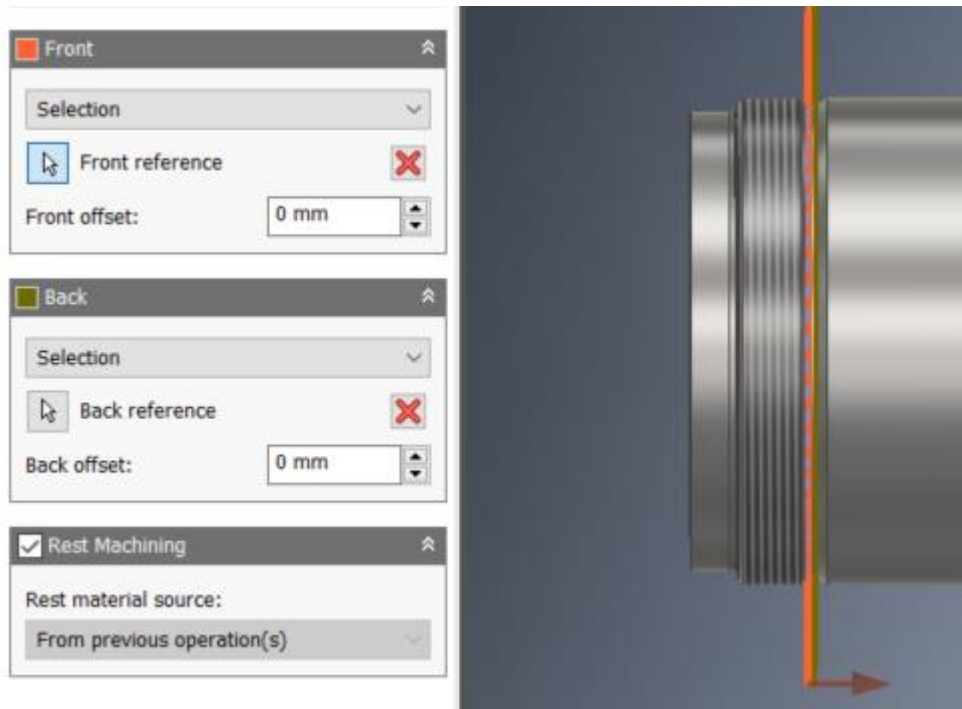 Front
Selection
Front reference
Front offset: 0 mm
Back
Selection
Back reference
Back offset: 0 mm
Rest Machining
Rest material source:
From previous operation(s)